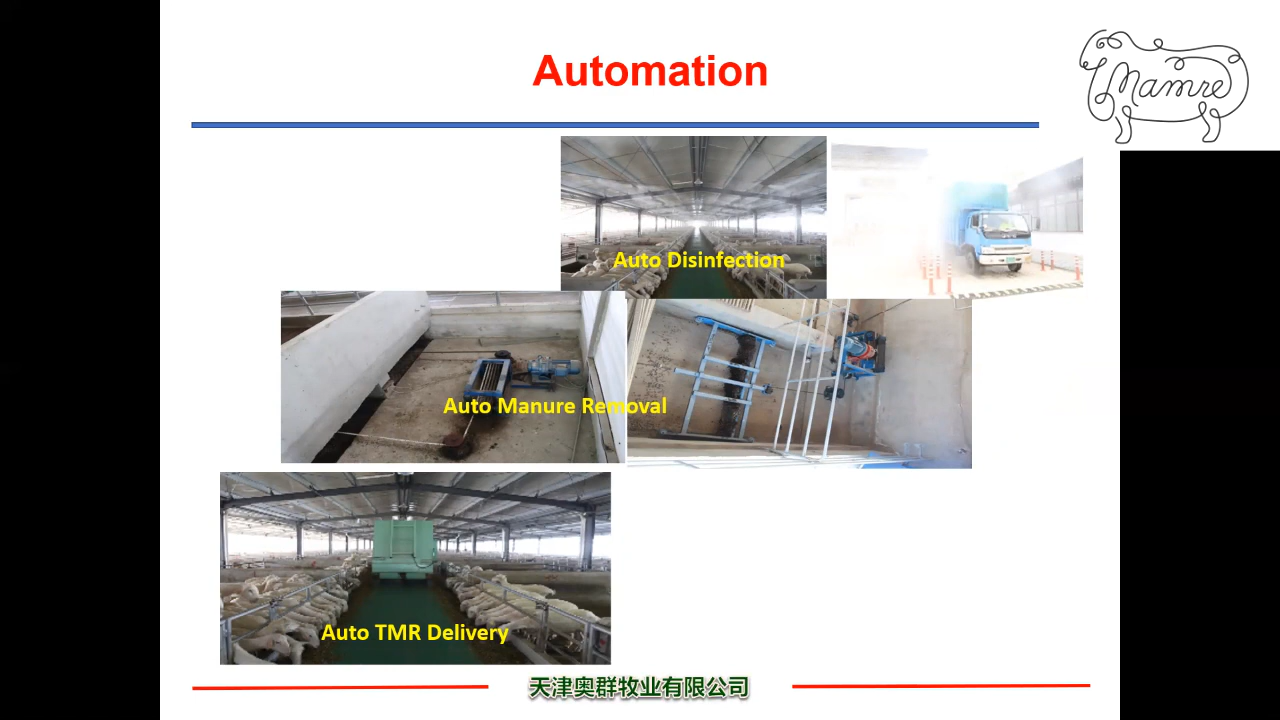 Automation
Mamre
Auto Disinfection
Auto Manure Removal
Auto TMR Delivery
天津奥群牧业有限公司